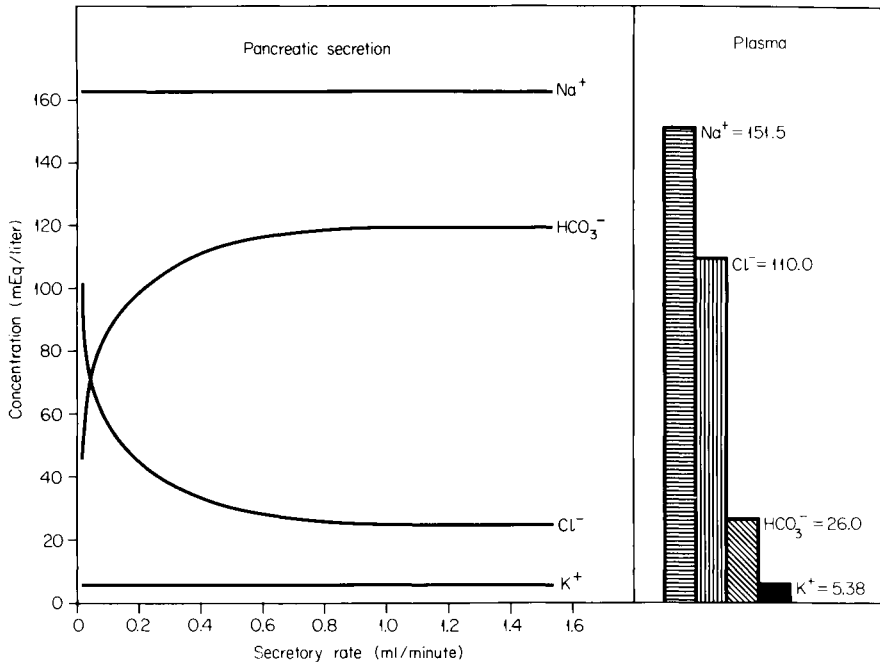 Pancreatic secretion
Plasma
Concentration (mEq/liter)
160
140
120
100
80
60
40
20
0
Na⁺
HCO₃⁻
Cl⁻
K⁺
0
0.2
0.4
0.6
0.8
1.0
1.2
1.4
1.6
Secretory rate (ml/minute)
Na⁺ = 151.5
Cl⁻ = 110.0
HCO₃⁻ = 26.0
K⁺ = 5.38